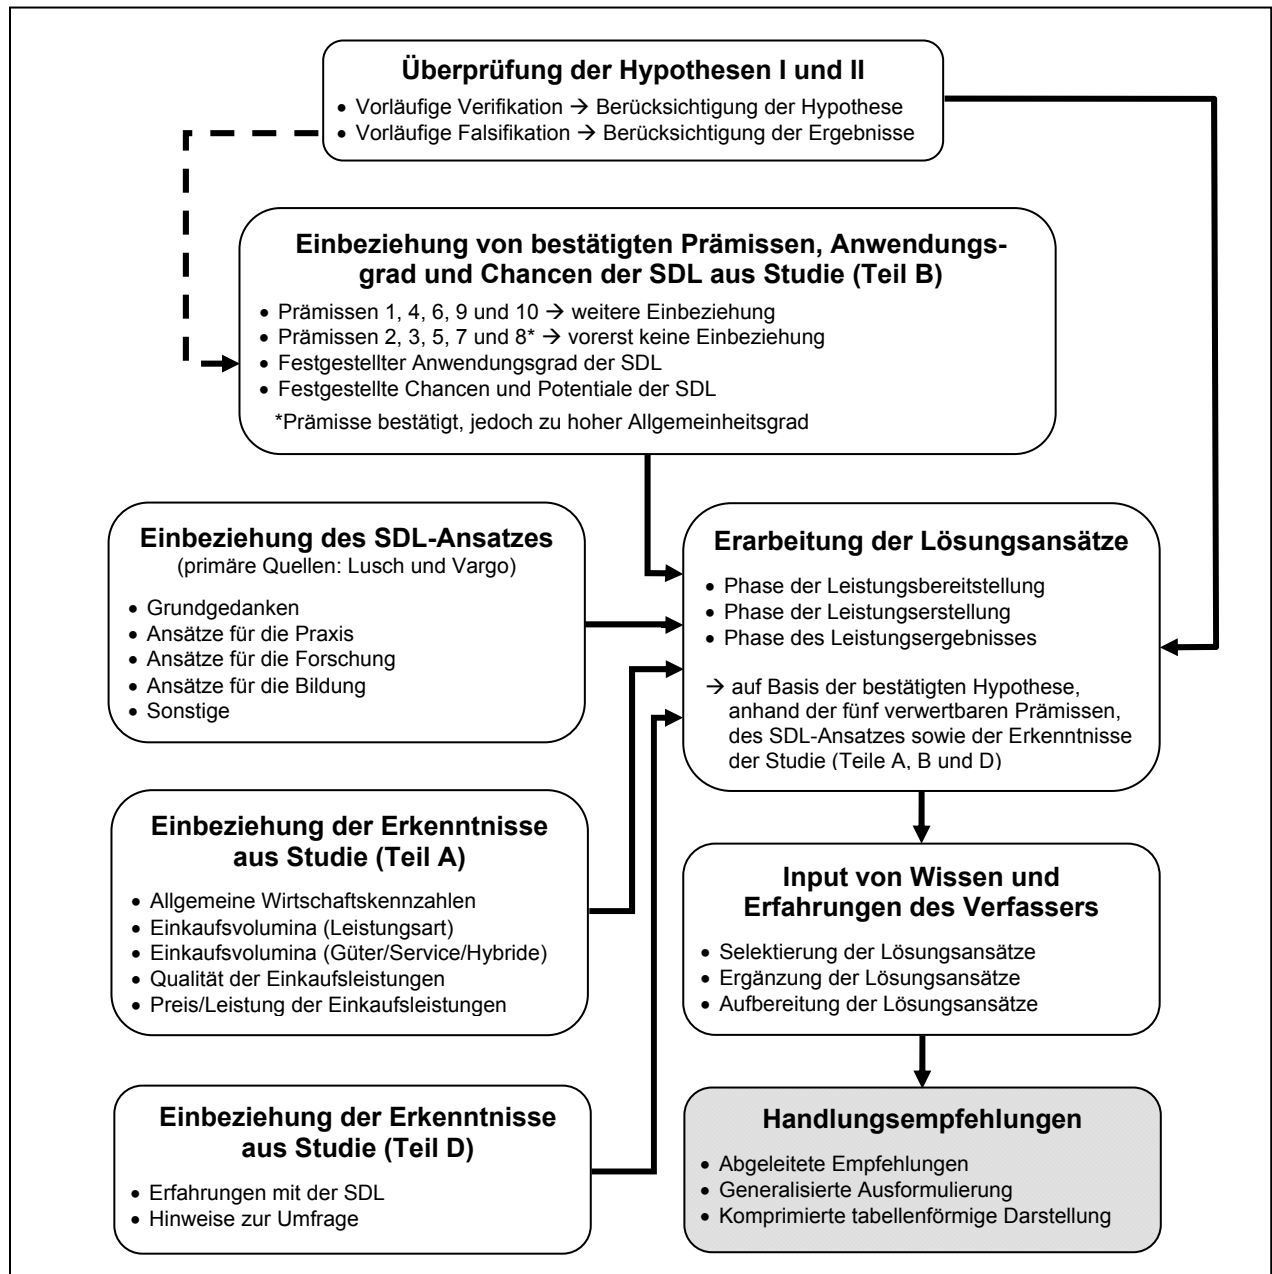 Überprüfung der Hypothesen I und II
• Vorläufige Verifikation → Berücksichtigung der Hypothese
• Vorläufige Falsifikation → Berücksichtigung der Ergebnisse
Einbeziehung von bestätigten Prämissen, Anwendungs-
grad und Chancen der SDL aus Studie (Teil B)
• Prämissen 1, 4, 6, 9 und 10 → weitere Einbeziehung
• Prämissen 2, 3, 5, 7 und 8* → vorerst keine Einbeziehung
• Festgestellter Anwendungsgrad der SDL
• Festgestellte Chancen und Potentiale der SDL
*Prämisse bestätigt, jedoch zu hoher Allgemeinheitsgrad
Einbeziehung des SDL-Ansatzes
(primäre Quellen: Lusch und Vargo)
• Grundgedanken
• Ansätze für die Praxis
• Ansätze für die Forschung
• Ansätze für die Bildung
• Sonstige
Erarbeitung der Lösungsansätze
• Phase der Leistungsbereitstellung
• Phase der Leistungserstellung
• Phase des Leistungsergebnisses
→ auf Basis der bestätigten Hypothese,
anhand der fünf verwertbaren Prämissen,
des SDL-Ansatzes sowie der Erkenntnisse
der Studie (Teile A, B und D)
Einbeziehung der Erkenntnisse
aus Studie (Teil A)
• Allgemeine Wirtschaftskennzahlen
• Einkaufsvolumina (Leistungsart)
• Einkaufsvolumina (Güter/Service/Hybride)
• Qualität der Einkaufsleistungen
• Preis/Leistung der Einkaufsleistungen
Input von Wissen und
Erfahrungen des Verfassers
• Selektierung der Lösungsansätze
• Ergänzung der Lösungsansätze
• Aufbereitung der Lösungsansätze
Einbeziehung der Erkenntnisse
aus Studie (Teil D)
• Erfahrungen mit der SDL
• Hinweise zur Umfrage
Handlungsempfehlungen
• Abgeleitete Empfehlungen
• Generalisierte Ausformulierung
• Komprimierte tabellenförmige Darstellung